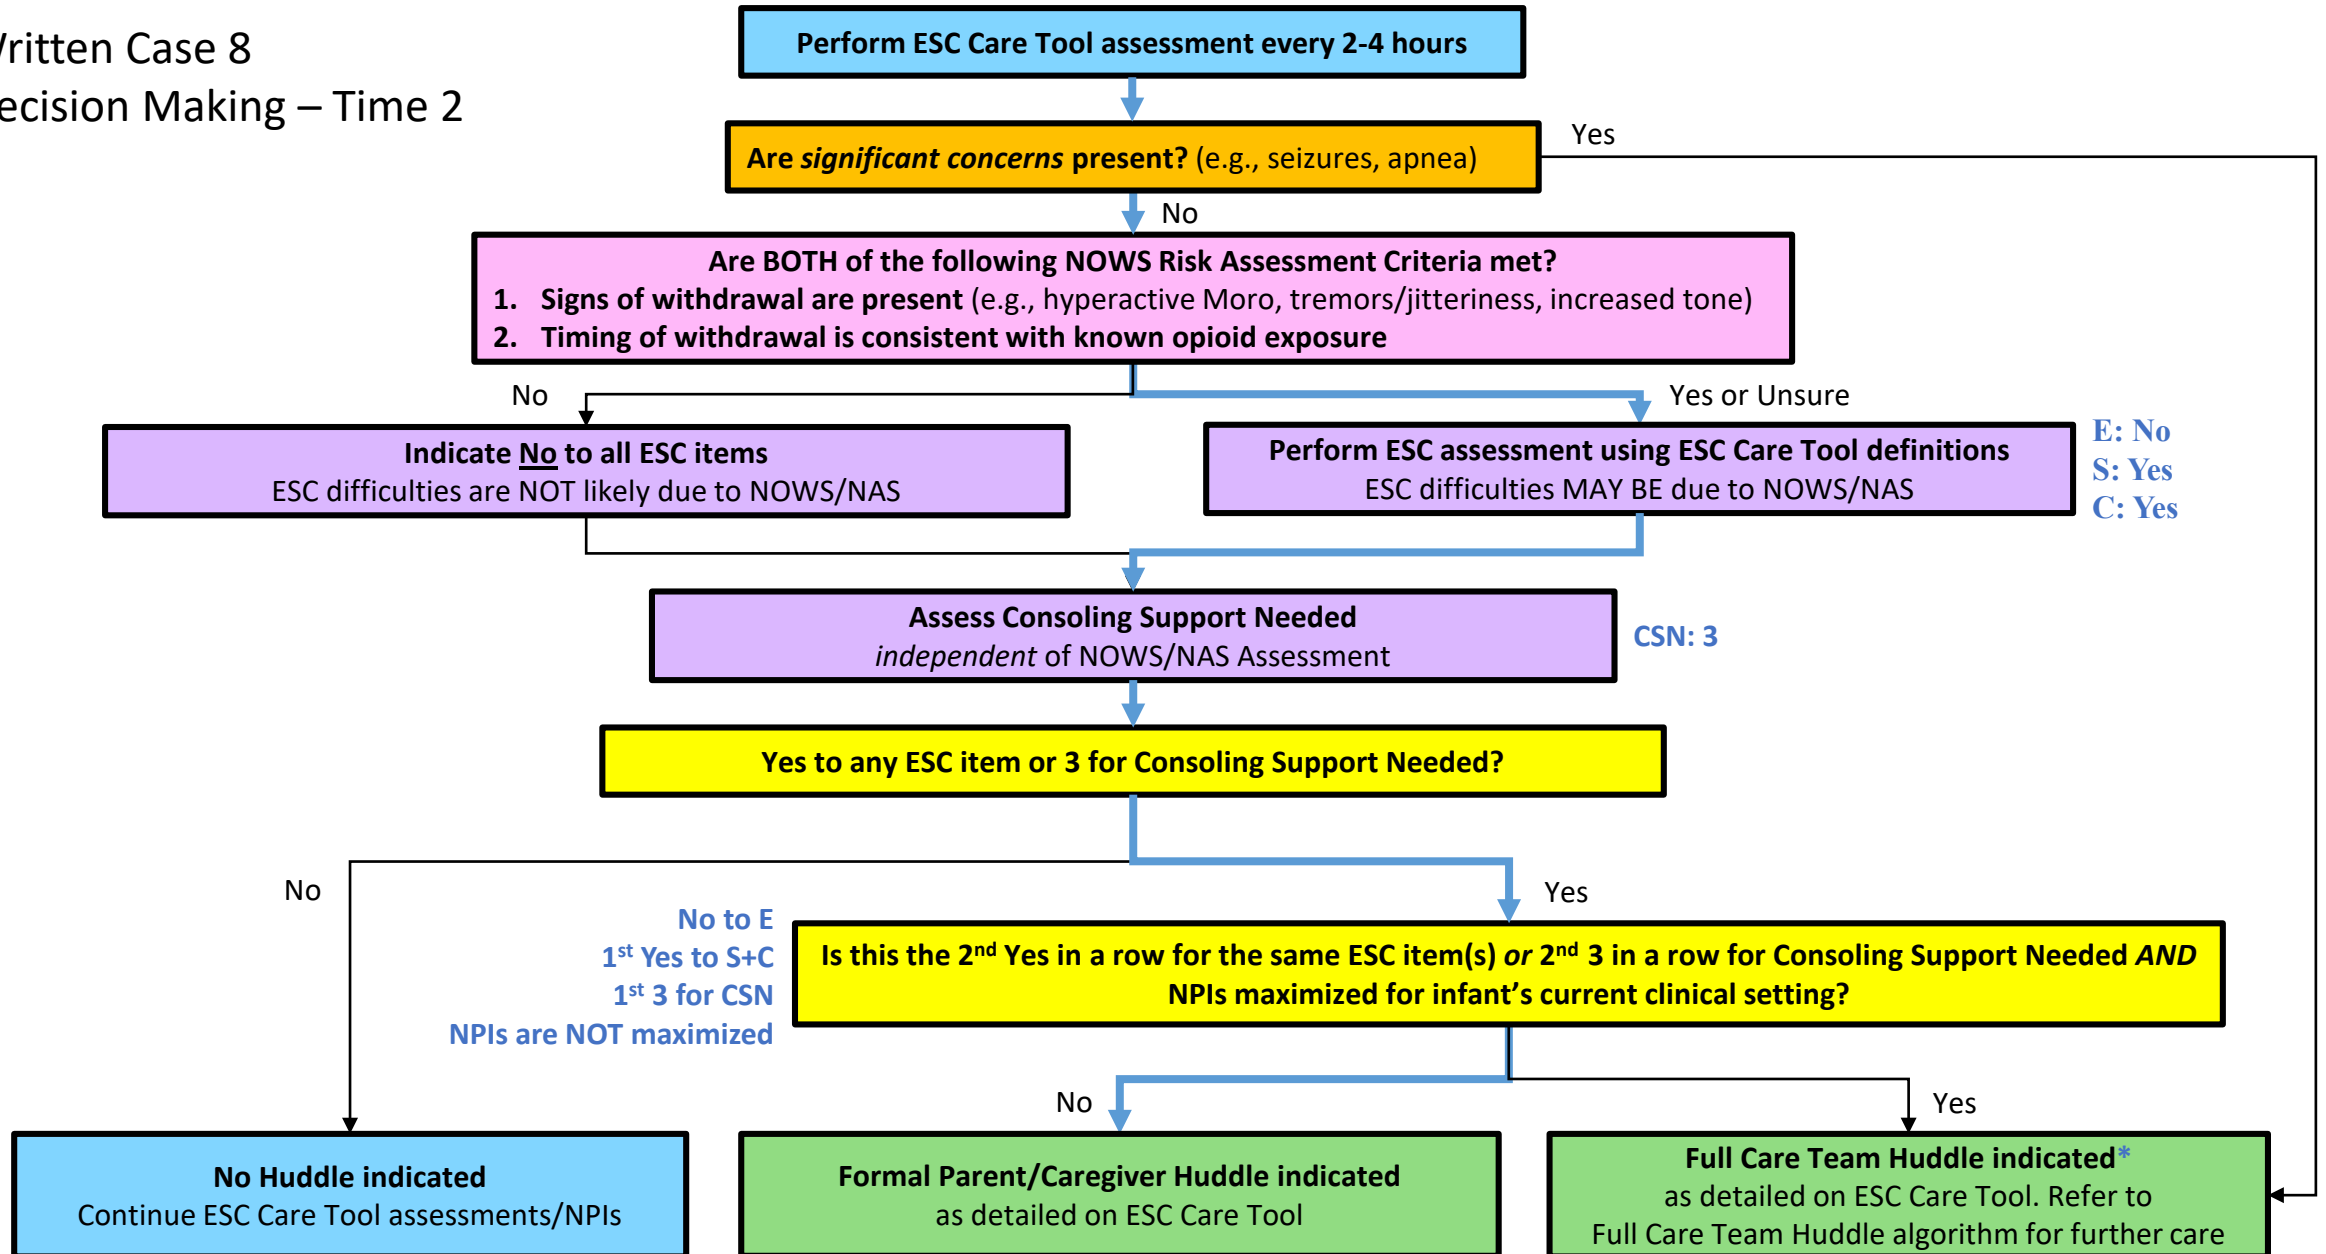 ritten Case 8
ecision Making – Time 2
Perform ESC Care Tool assessment every 2-4 hours
Are significant concerns present? (e.g., seizures, apnea)
Yes
No
Are BOTH of the following NOWS Risk Assessment Criteria met?
1. Signs of withdrawal are present (e.g., hyperactive Moro, tremors/jitteriness, increased tone)
2. Timing of withdrawal is consistent with known opioid exposure
No
Yes or Unsure
Indicate No to all ESC items
ESC difficulties are NOT likely due to NOWS/NAS
Perform ESC assessment using ESC Care Tool definitions
ESC difficulties MAY BE due to NOWS/NAS
E: No
S: Yes
C: Yes
Assess Consoling Support Needed
independent of NOWS/NAS Assessment
CSN: 3
Yes to any ESC item or 3 for Consoling Support Needed?
No
Yes
No to E
1st Yes to S+C
1st 3 for CSN
NPIs are NOT maximized
Is this the 2nd Yes in a row for the same ESC item(s) or 2nd 3 in a row for Consoling Support Needed AND
NPIs maximized for infant's current clinical setting?
No
Yes
No Huddle indicated
Continue ESC Care Tool assessments/NPIs
Formal Parent/Caregiver Huddle indicated
as detailed on ESC Care Tool
Full Care Team Huddle indicated*
as detailed on ESC Care Tool. Refer to
Full Care Team Huddle algorithm for further care